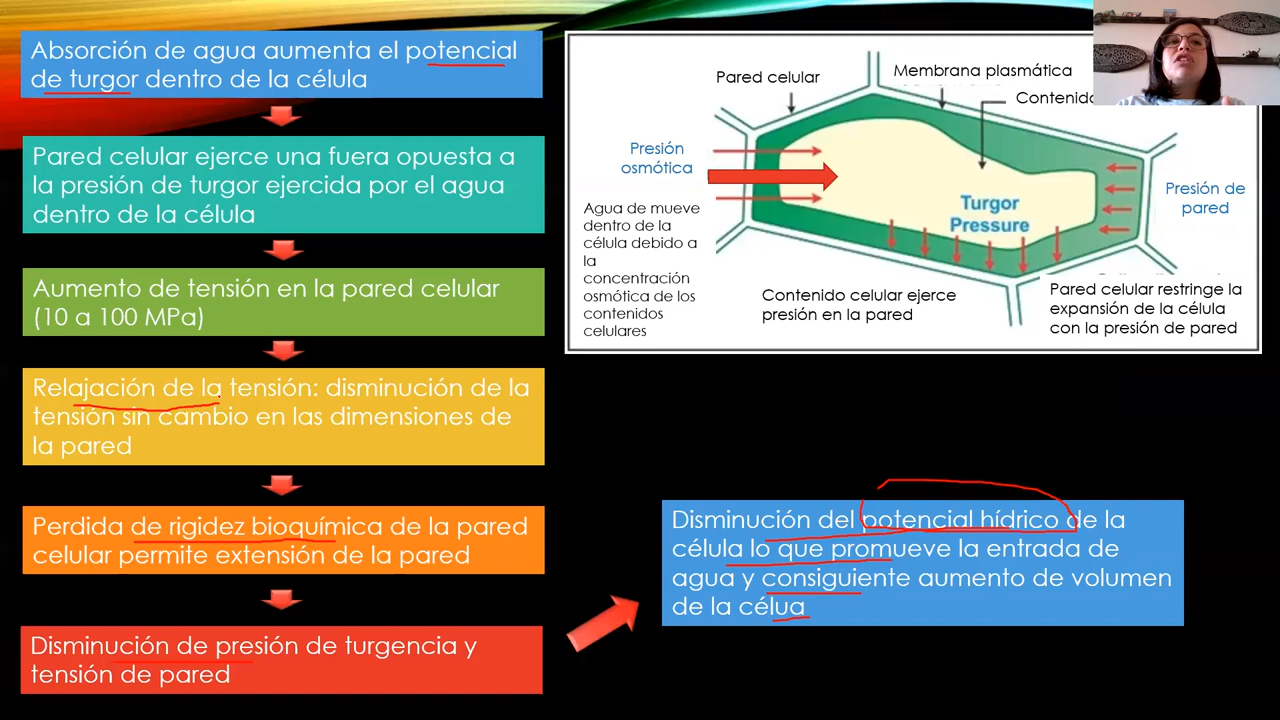 Absorción de agua aumenta el potencial
de turgor dentro de la célula
Pared celular ejerce una fuera opuesta a
la presión de turgor ejercida por el agua
dentro de la célula
Aumento de tensión en la pared celular
(10 a 100 MPa)
Relajación de la tensión: disminución de la
tensión sin cambio en las dimensiones de
la pared
Perdida de rigidez bioquímica de la pared
celular permite extensión de la pared
Disminución de presión de turgencia y
tensión de pared
Pared celular
Membrana plasmática
Contenido
Presión
osmótica
Agua de mueve
dentro de la
célula debido a
la
concentración
osmótica de los
contenidos
celulares
Turgor
Pressure
Presión de
pared
Contenido celular ejerce
presión en la pared
Pared celular restringe la
expansión de la célula
con la presión de pared
Disminución del potencial hídrico de la
célula lo que promueve la entrada de
agua y consiguiente aumento de volumen
de la célua